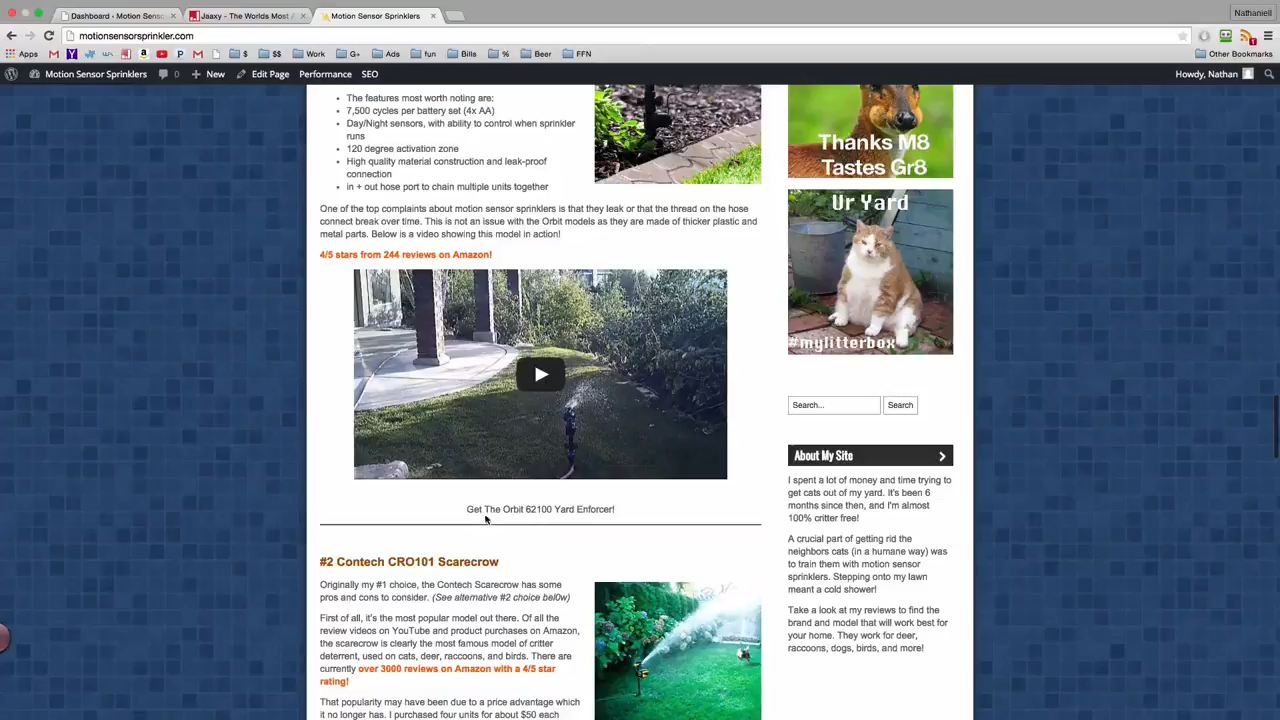 Dashboard ‹ Motion Senso
Jaaxy - The Worlds Most A
Motion Sensor Sprinklers
Nathaniell
motionsensorsprinkler.com
Apps
$
$$
Work
G+
Ads
fun
Bills
%
Beer
FFN
Other Bookmarks
Motion Sensor Sprinklers
0
+ New
Edit Page
Performance
SEO
Howdy, Nathan
The features most worth noting are:
7,500 cycles per battery set (4x AA)
Day/Night sensors, with ability to control when sprinkler
runs
120 degree activation zone
High quality material construction and leak-proof
connection
in + out hose port to chain multiple units together
One of the top complaints about motion sensor sprinklers is that they leak or that the thread on the hose
connect break over time. This is not an issue with the Orbit models as they are made of thicker plastic and
metal parts. Below is a video showing this model in action!
4/5 stars from 244 reviews on Amazon!
Get The Orbit 62100 Yard Enforcer!
#2 Contech CRO101 Scarecrow
Originally my #1 choice, the Contech Scarecrow has some
pros and cons to consider. (See alternative #2 choice bel0w)
First of all, it's the most popular model out there. Of all the
review videos on YouTube and product purchases on Amazon,
the scarecrow is clearly the most famous model of critter
deterrent, used on cats, deer, raccoons, and birds. There are
currently over 3000 reviews on Amazon with a 4/5 star
rating!
That popularity may have been due to a price advantage which
it no longer has. I purchased four units for about $50 each
Thanks M8
Tastes Gr8
Ur Yard
#mylitterbox
Search...
Search
About My Site
I spent a lot of money and time trying to
get cats out of my yard. It's been 6
months since then, and I'm almost
100% critter free!
A crucial part of getting rid the
neighbors cats (in a humane way) was
to train them with motion sensor
sprinklers. Stepping onto my lawn
meant a cold shower!
Take a look at my reviews to find the
brand and model that will work best for
your home. They work for deer,
raccoons, dogs, birds, and more!